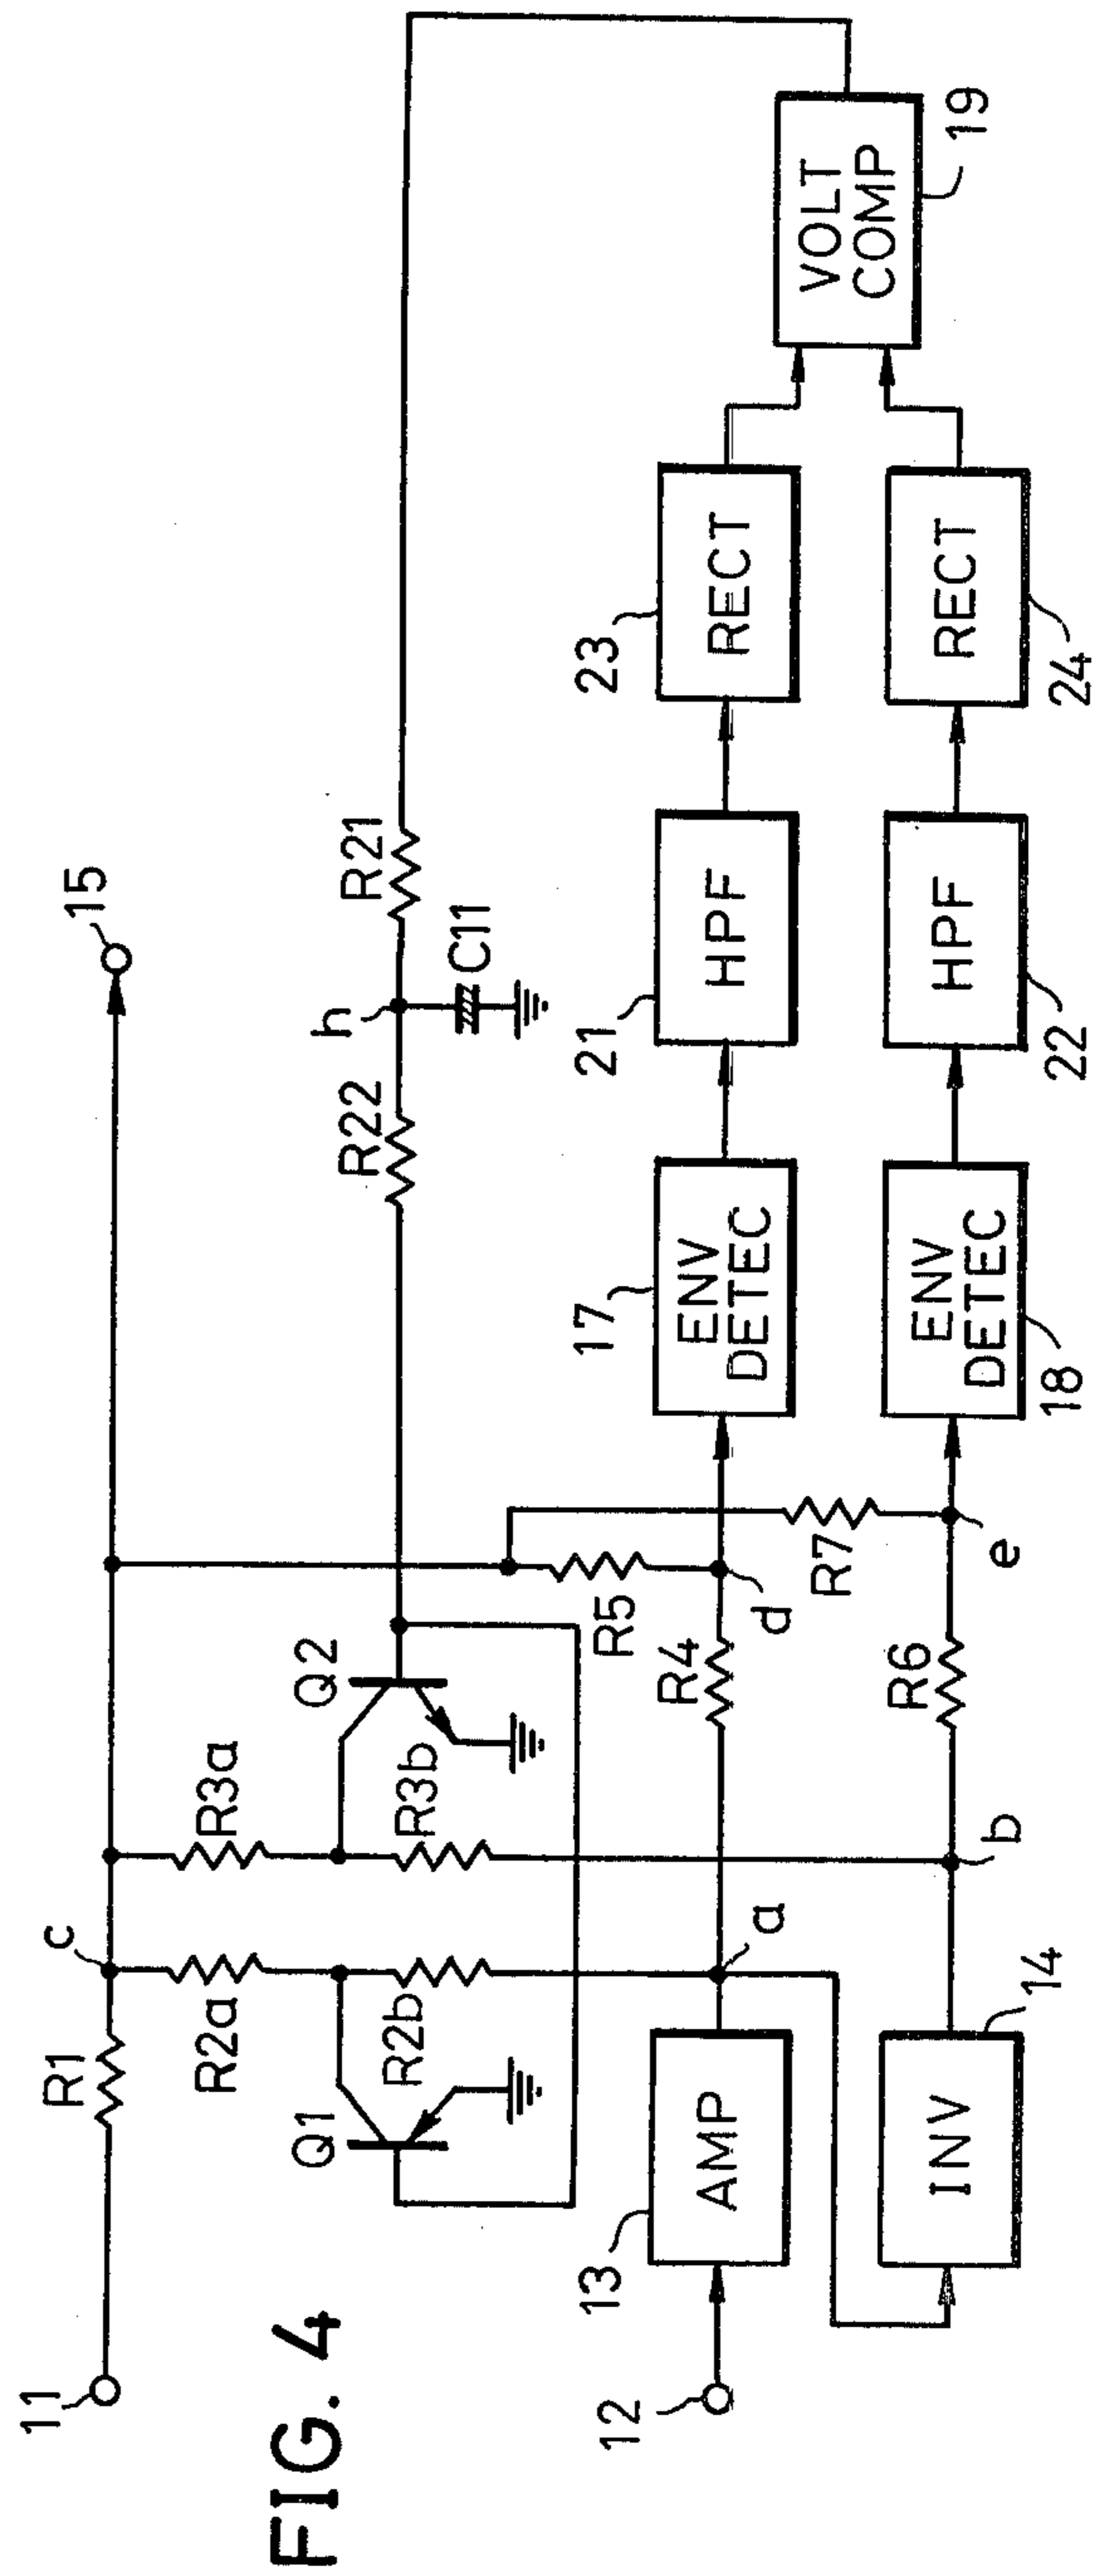 FIG. 4
11
R1
c
15
R2a
R3a
Q1
Q2
R2b
R3b
R22
h
R21
C11
R5
12
13
AMP
a
R4
d
17
ENV
DETEC
21
HPF
23
RECT
R7
VOLT
COMP
19
INV
14
b
R6
e
ENV
DETEC
18
HPF
22
RECT
24